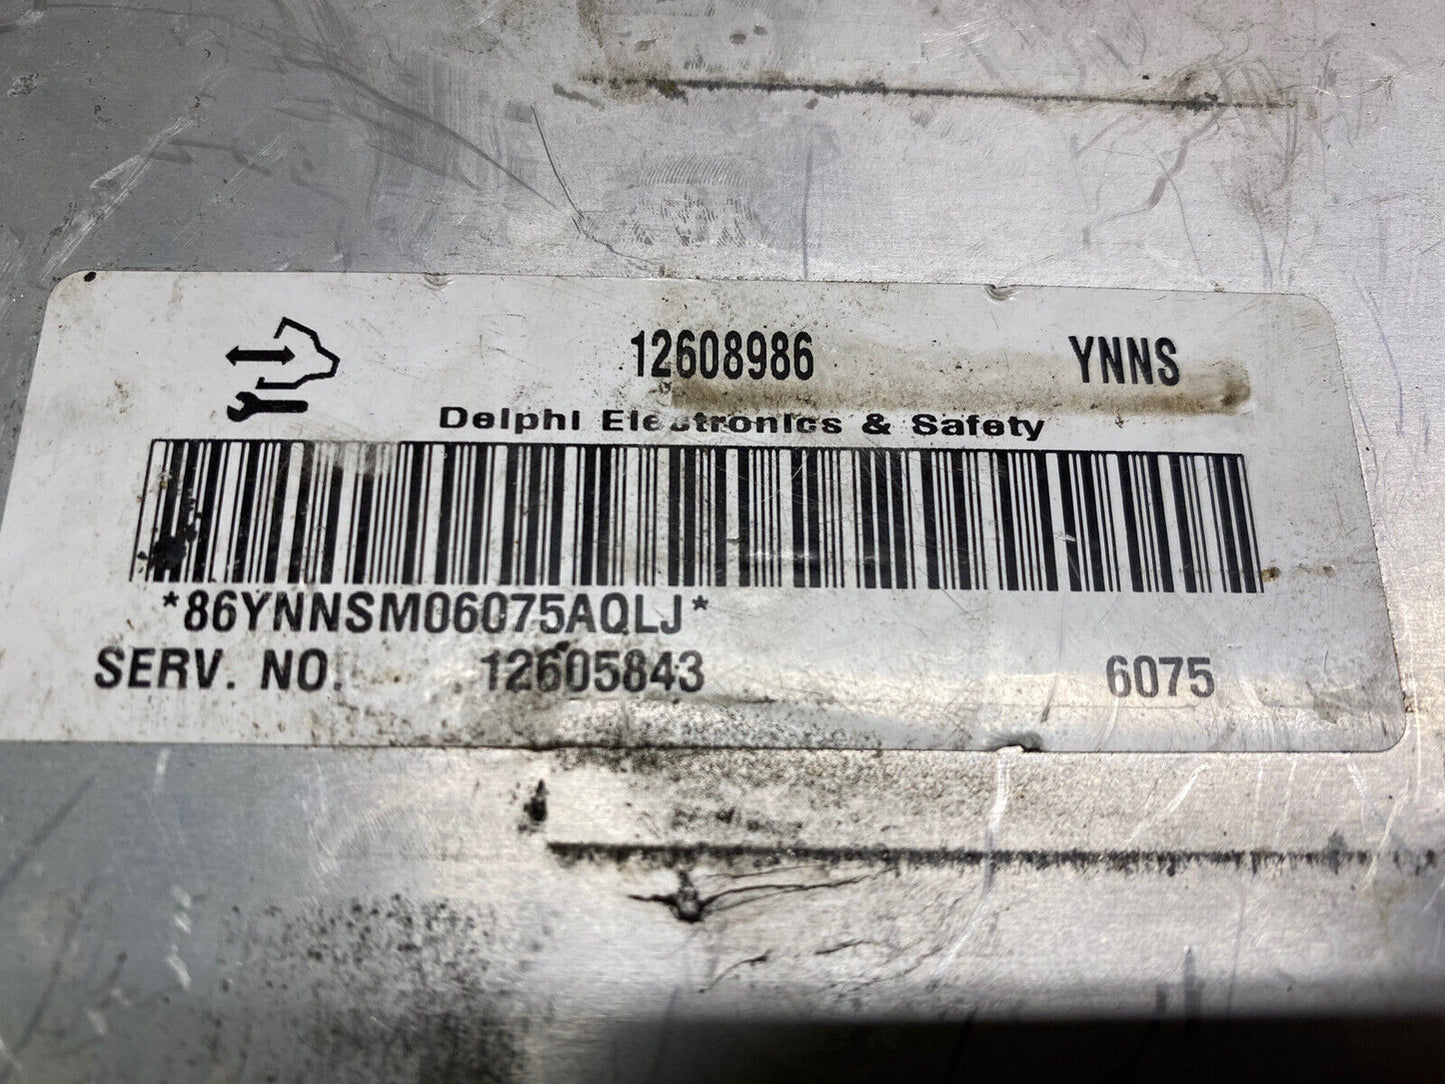 12608986 YNNS
Delphi Electronics & Safety
*86YNNSM06075AQLJ*
SERV. NO. 12605843 6075